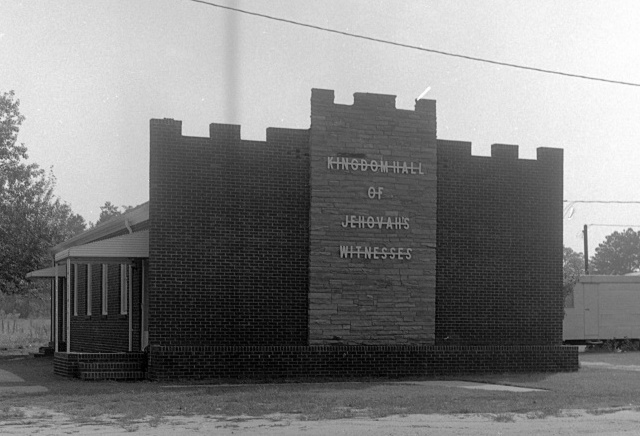 KINGDOM HALL
OF
JEHOVAH'S
WITNESSES